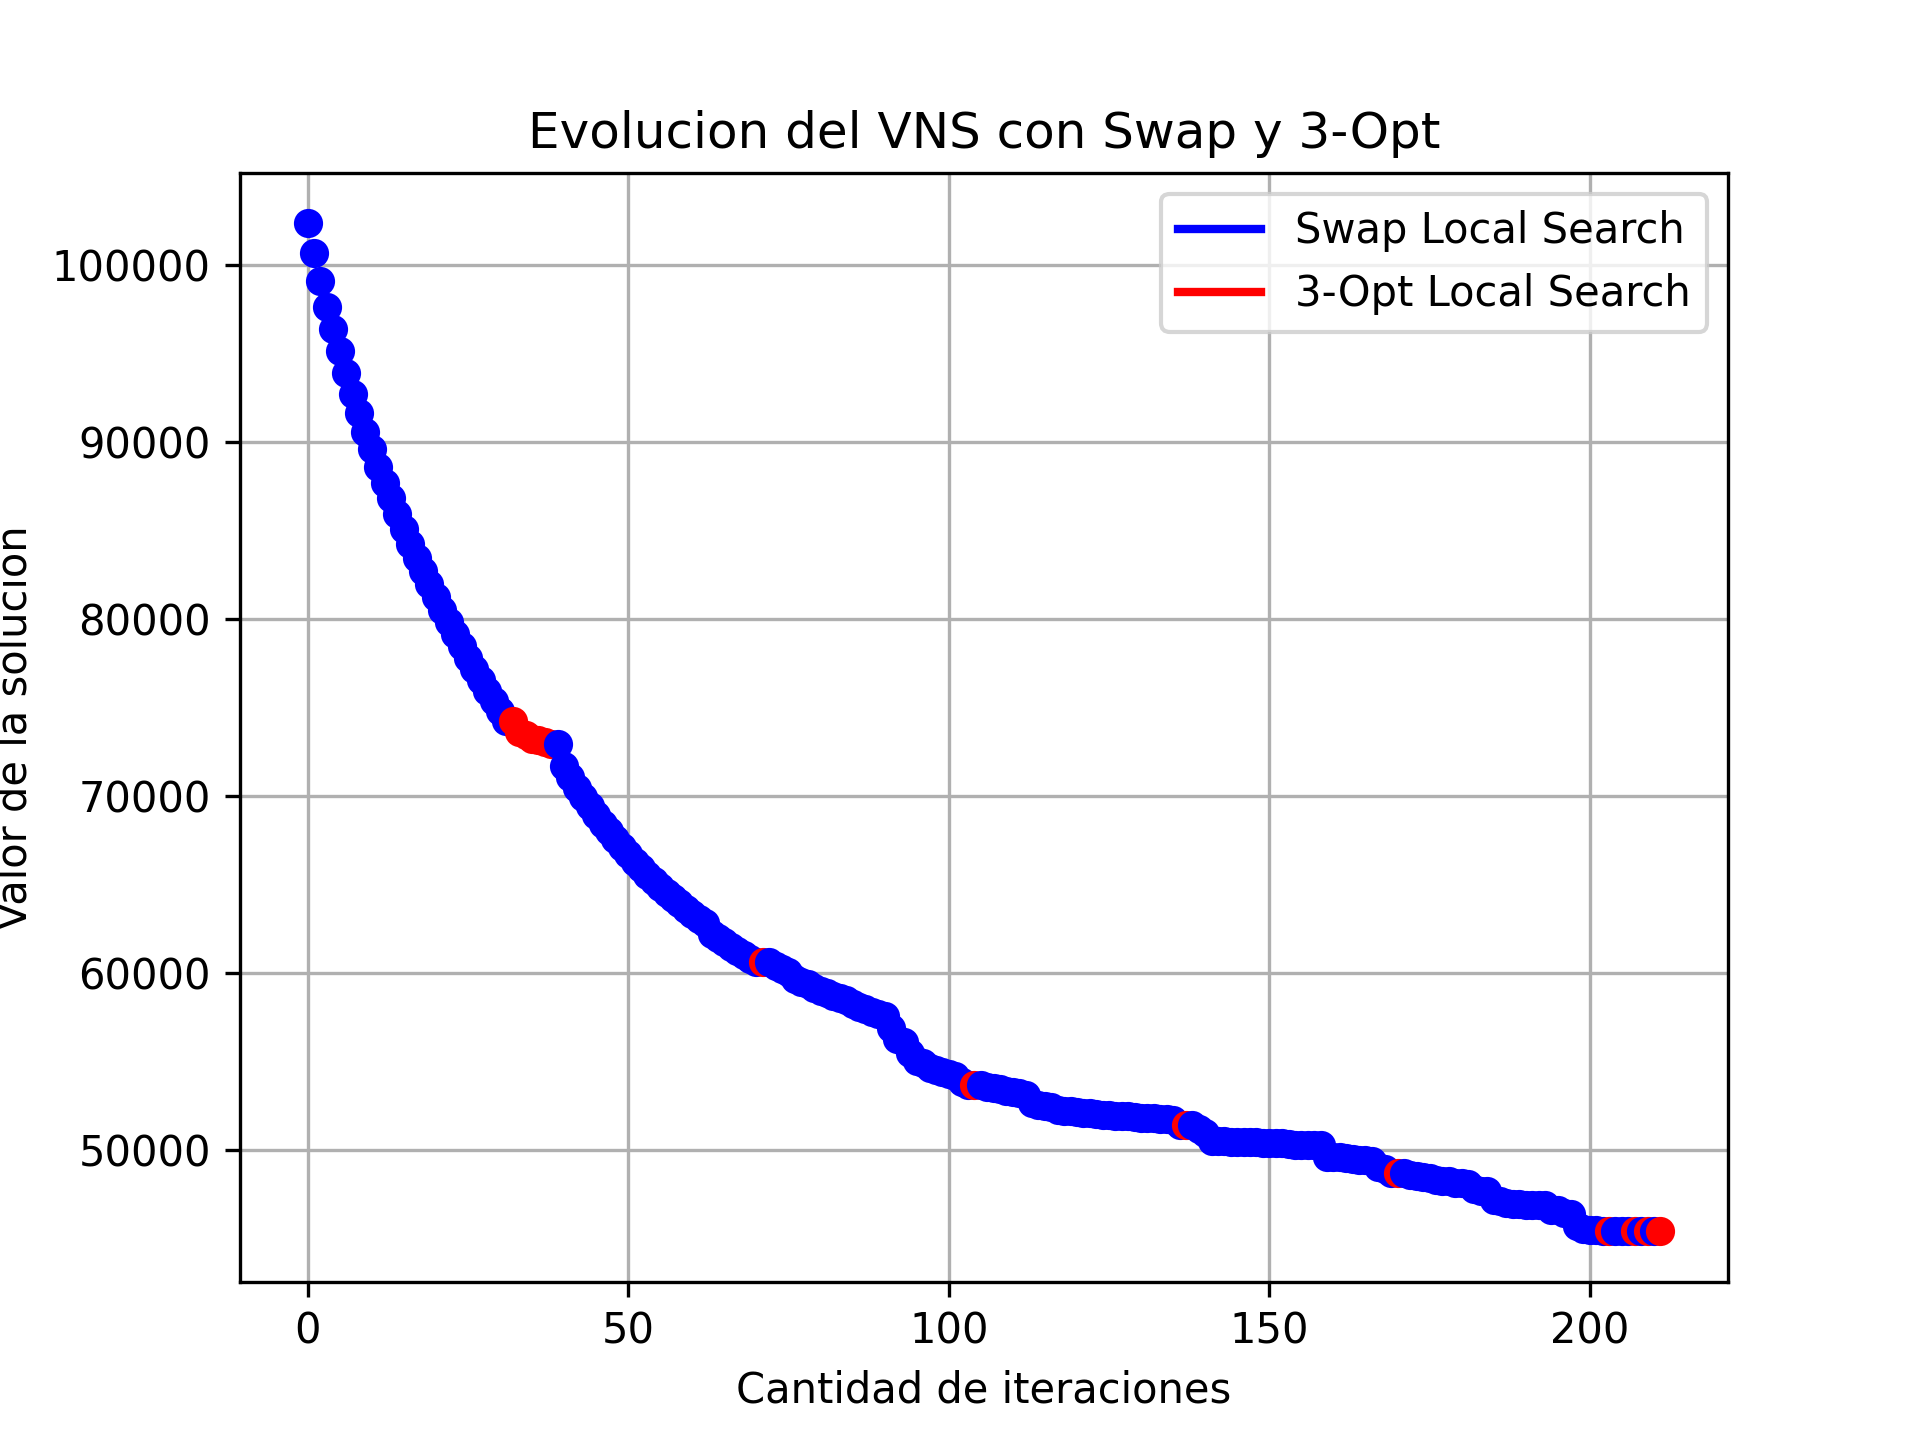 Evolucion del VNS con Swap y 3-Opt
Swap Local Search
3-Opt Local Search
100000
90000
80000
70000
60000
50000
Valor de la solucion
0 50 100 150 200
Cantidad de iteraciones